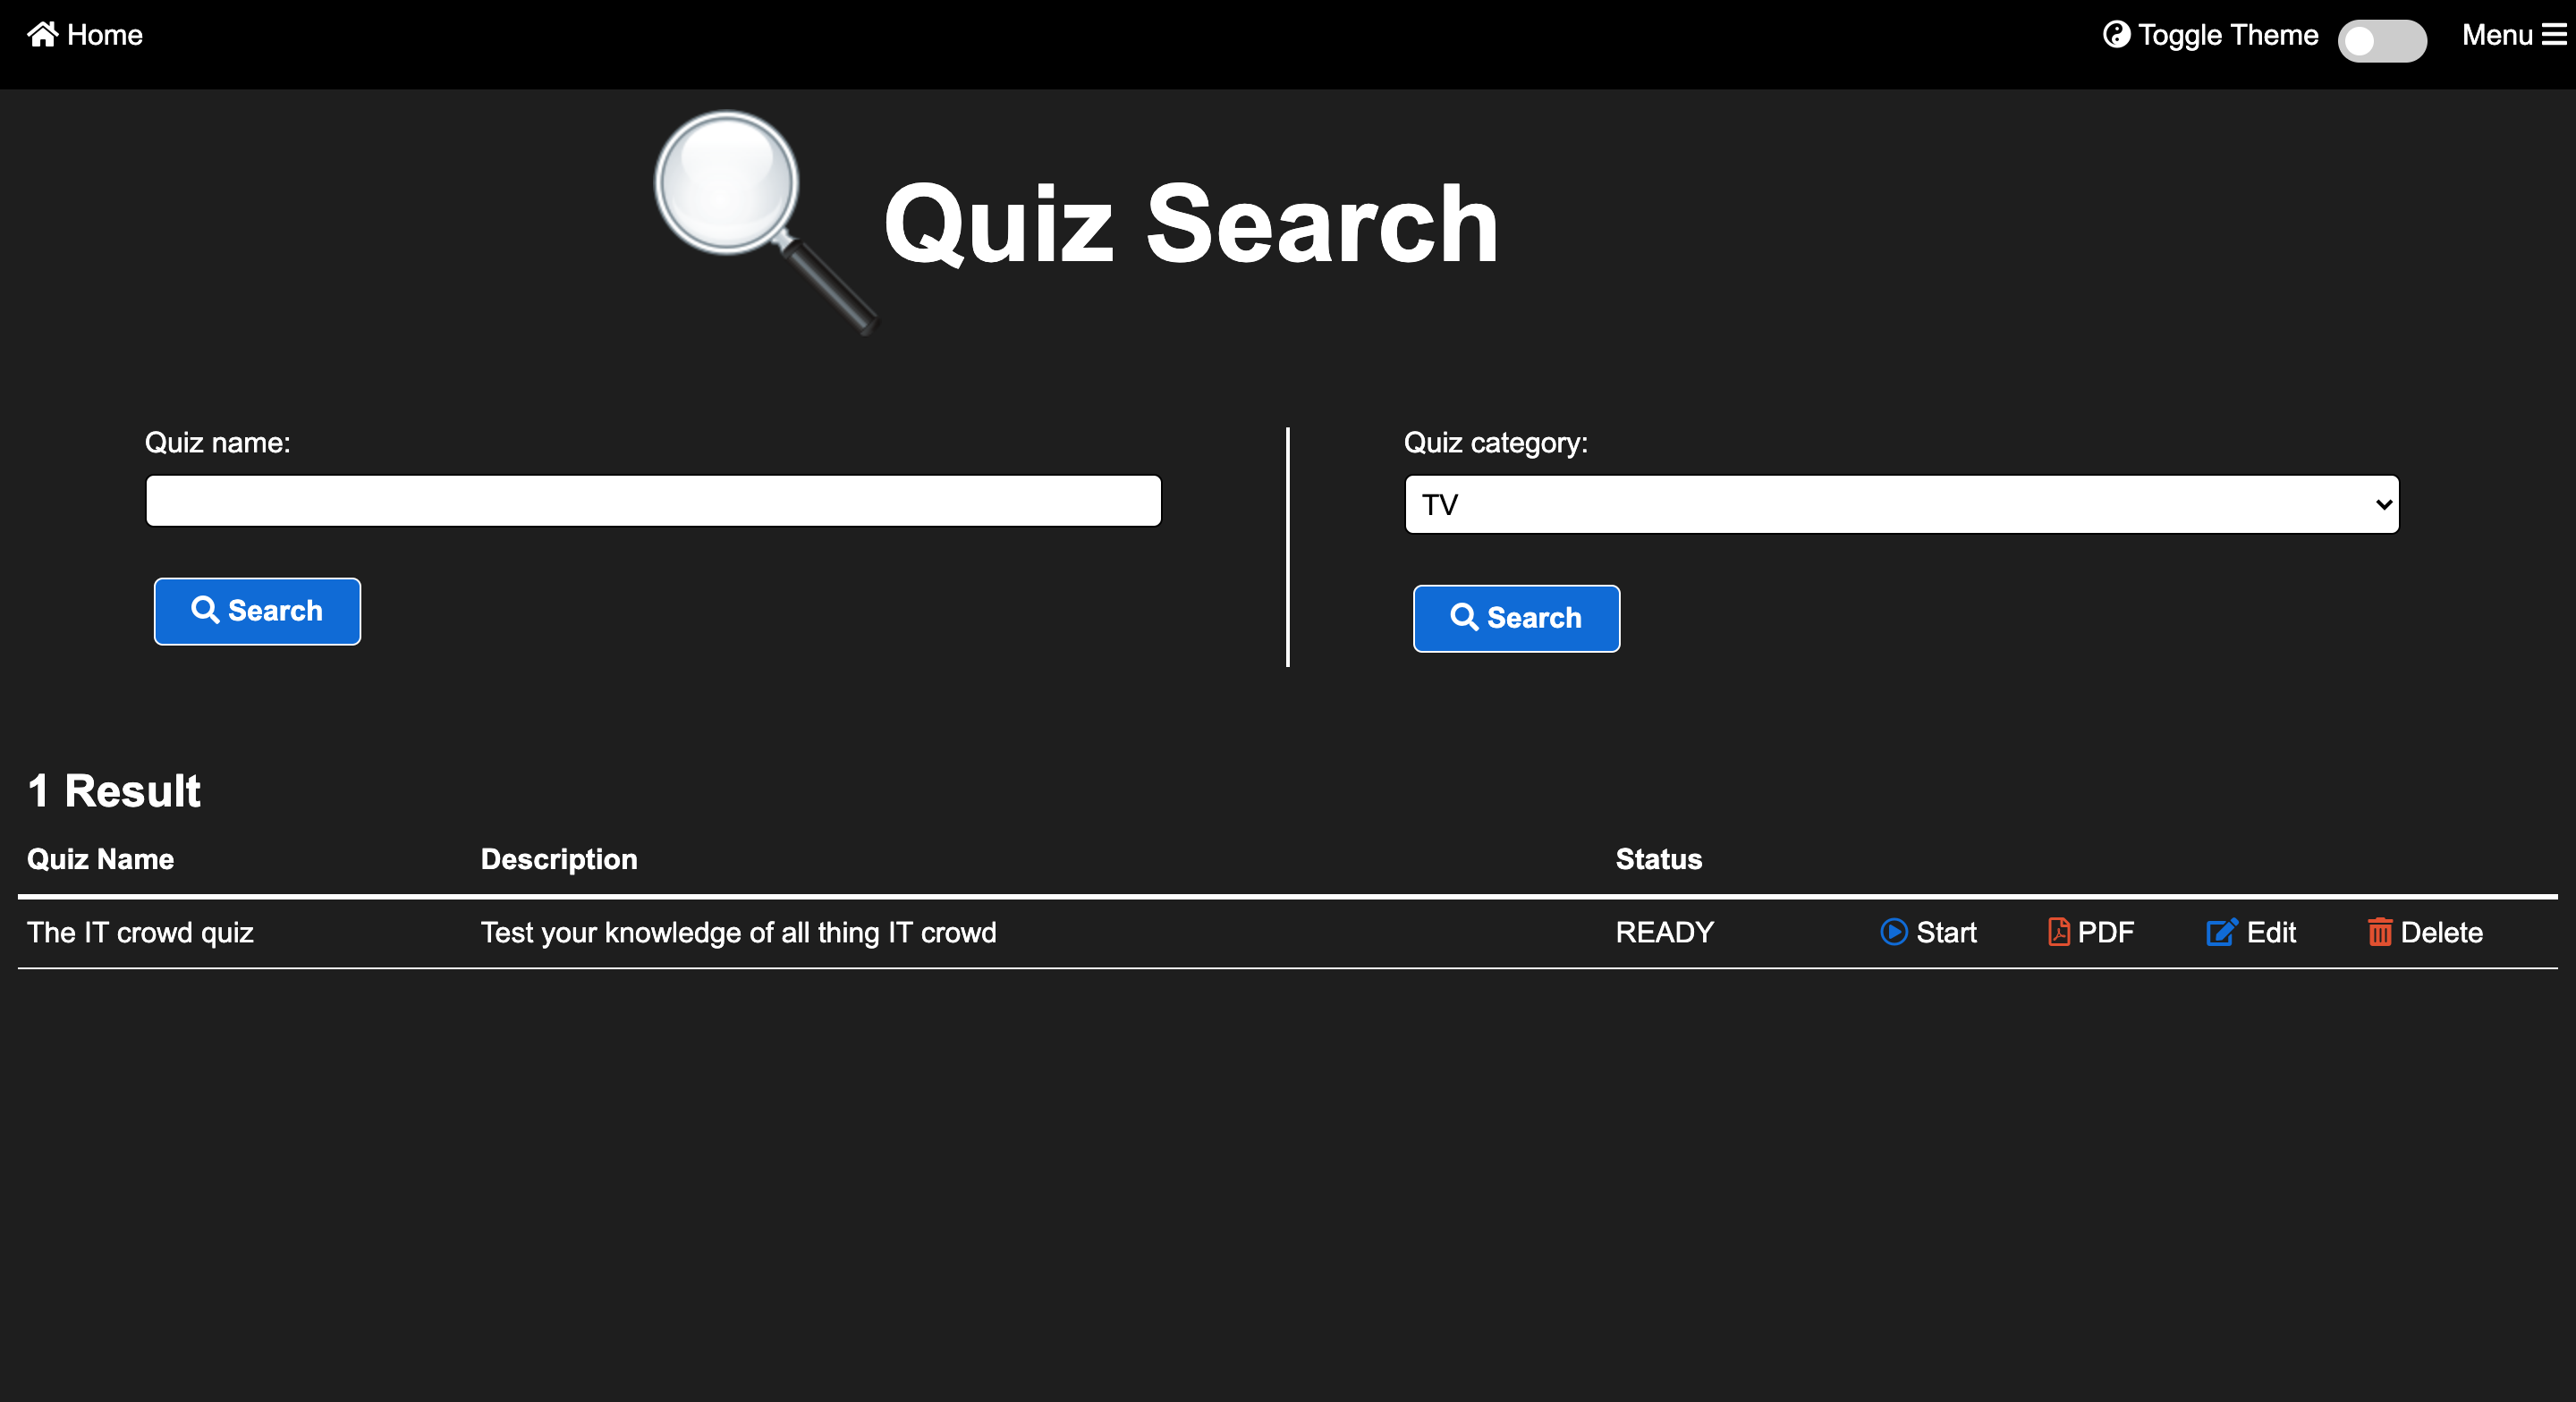 Home
Toggle Theme
Menu
Quiz Search
Quiz name:
Quiz category:
TV
Search
Search
1 Result
Quiz Name Description Status
The IT crowd quiz Test your knowledge of all thing IT crowd READY Start PDF Edit Delete